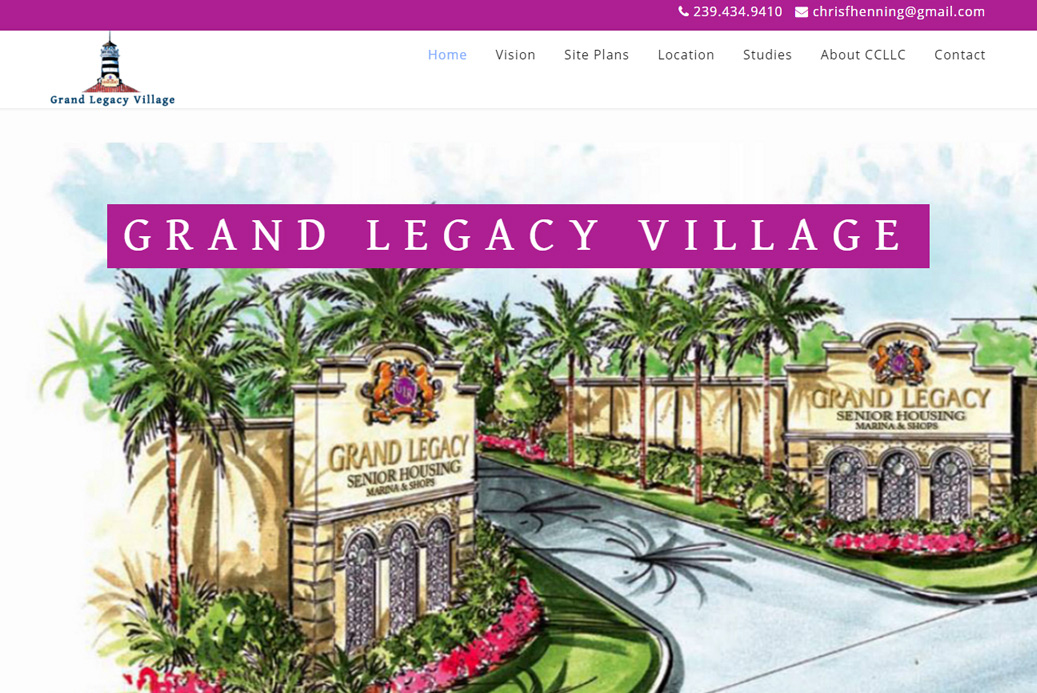 239.434.9410 chrisfhenning@gmail.com
Grand Legacy Village
Home Vision Site Plans Location Studies About CCLLC Contact
GRAND LEGACY VILLAGE
GRAND LEGACY
SENIOR HOUSING
MARINA & SHOPS
GRAND LEGACY
SENIOR HOUSING
MARINA & SHOPS